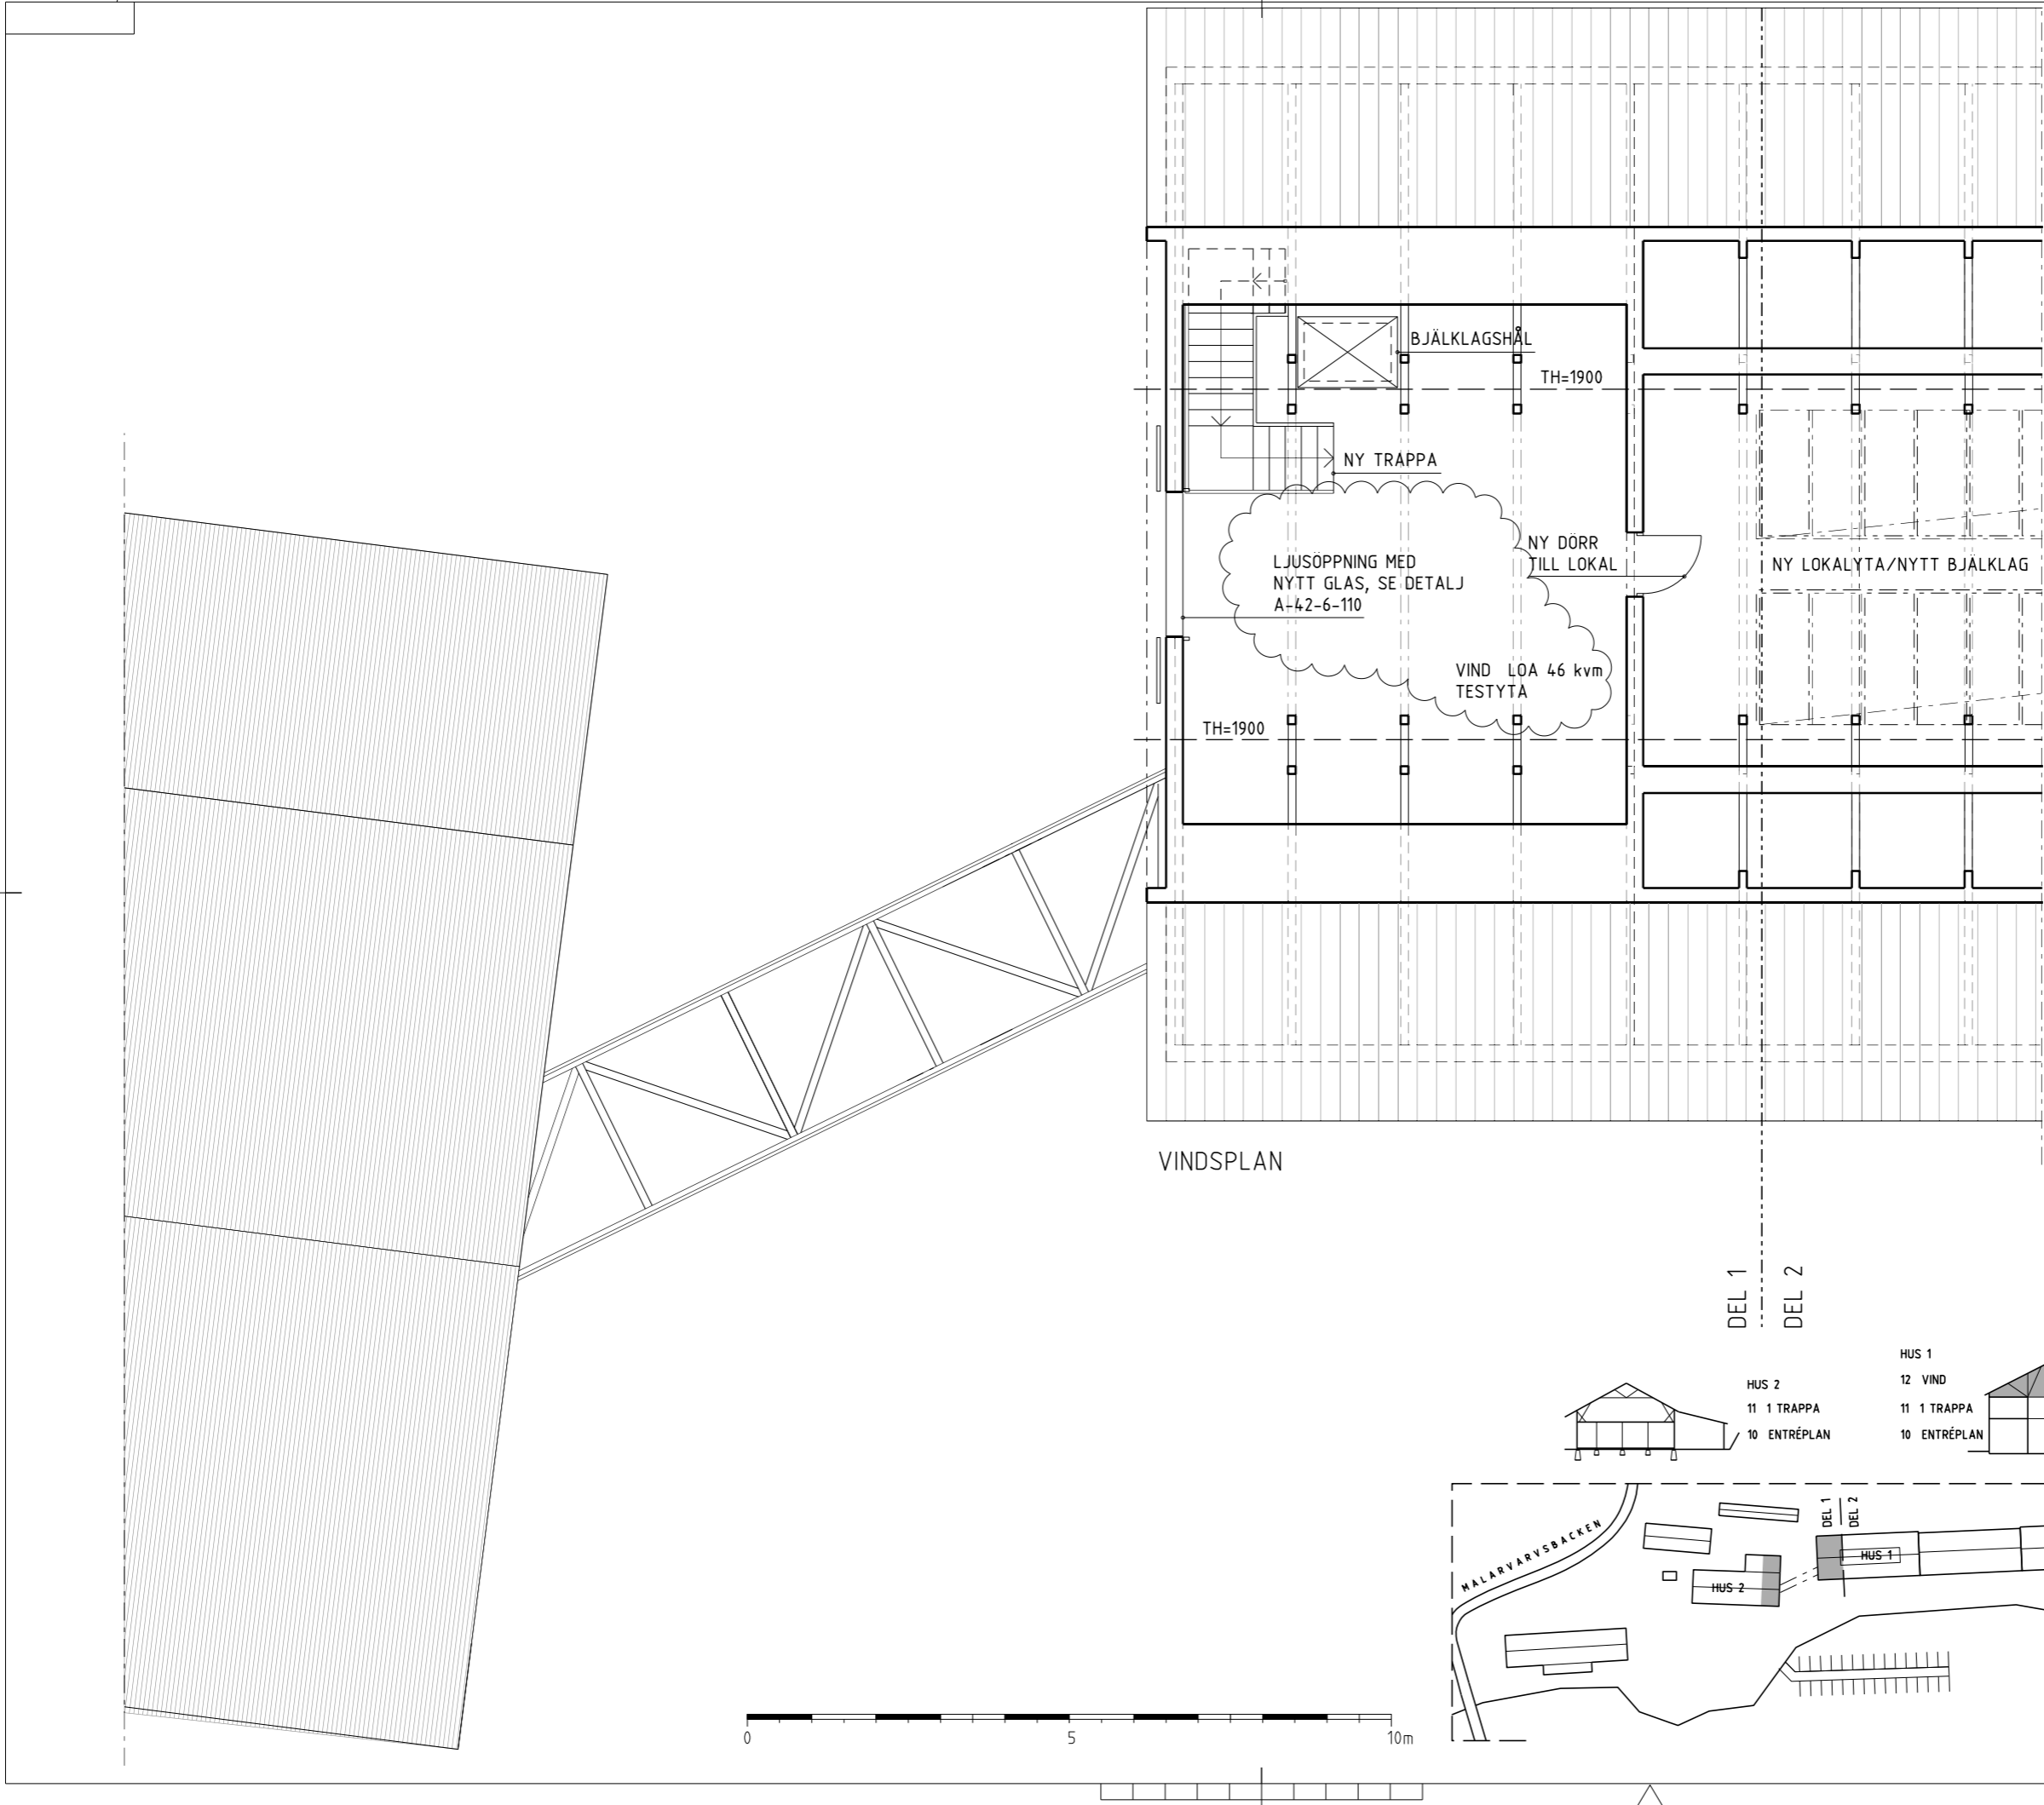 BJÄLKLAGSHÅL
TH=1900
NY TRAPPA
NY DÖRR
TILL LOKAL
LJUSÖPPNING MED
NYTT GLAS, SE DETALJ
A-42-6-110
NY LOKALYTA/NYTT BJÄLKLAG
VIND LOA 46 kvm
TESTYTA
TH=1900
VINDSPLAN
DEL 1
DEL 2
HUS 2
11 1 TRAPPA
10 ENTRÉPLAN
HUS 1
12 VIND
11 1 TRAPPA
10 ENTRÉPLAN
MALARVARVSBACKEN
DEL 1
DEL 2
HUS 1
HUS 2
0 5 10m